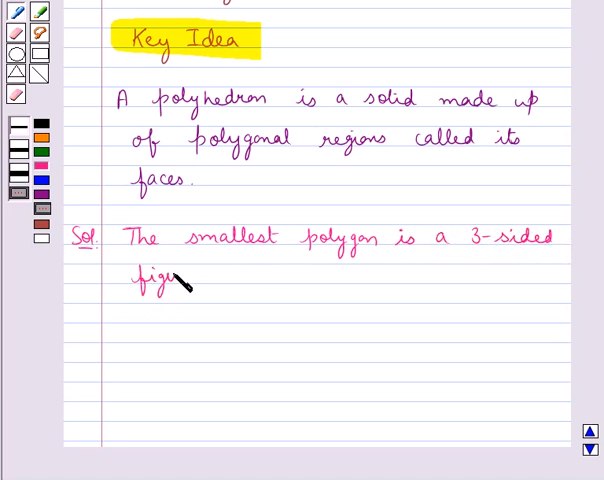 Key Idea
A polyhedron is a solid made up
of polygonal regions called its
faces.
Sol. The smallest polygon is a 3-sided
figu